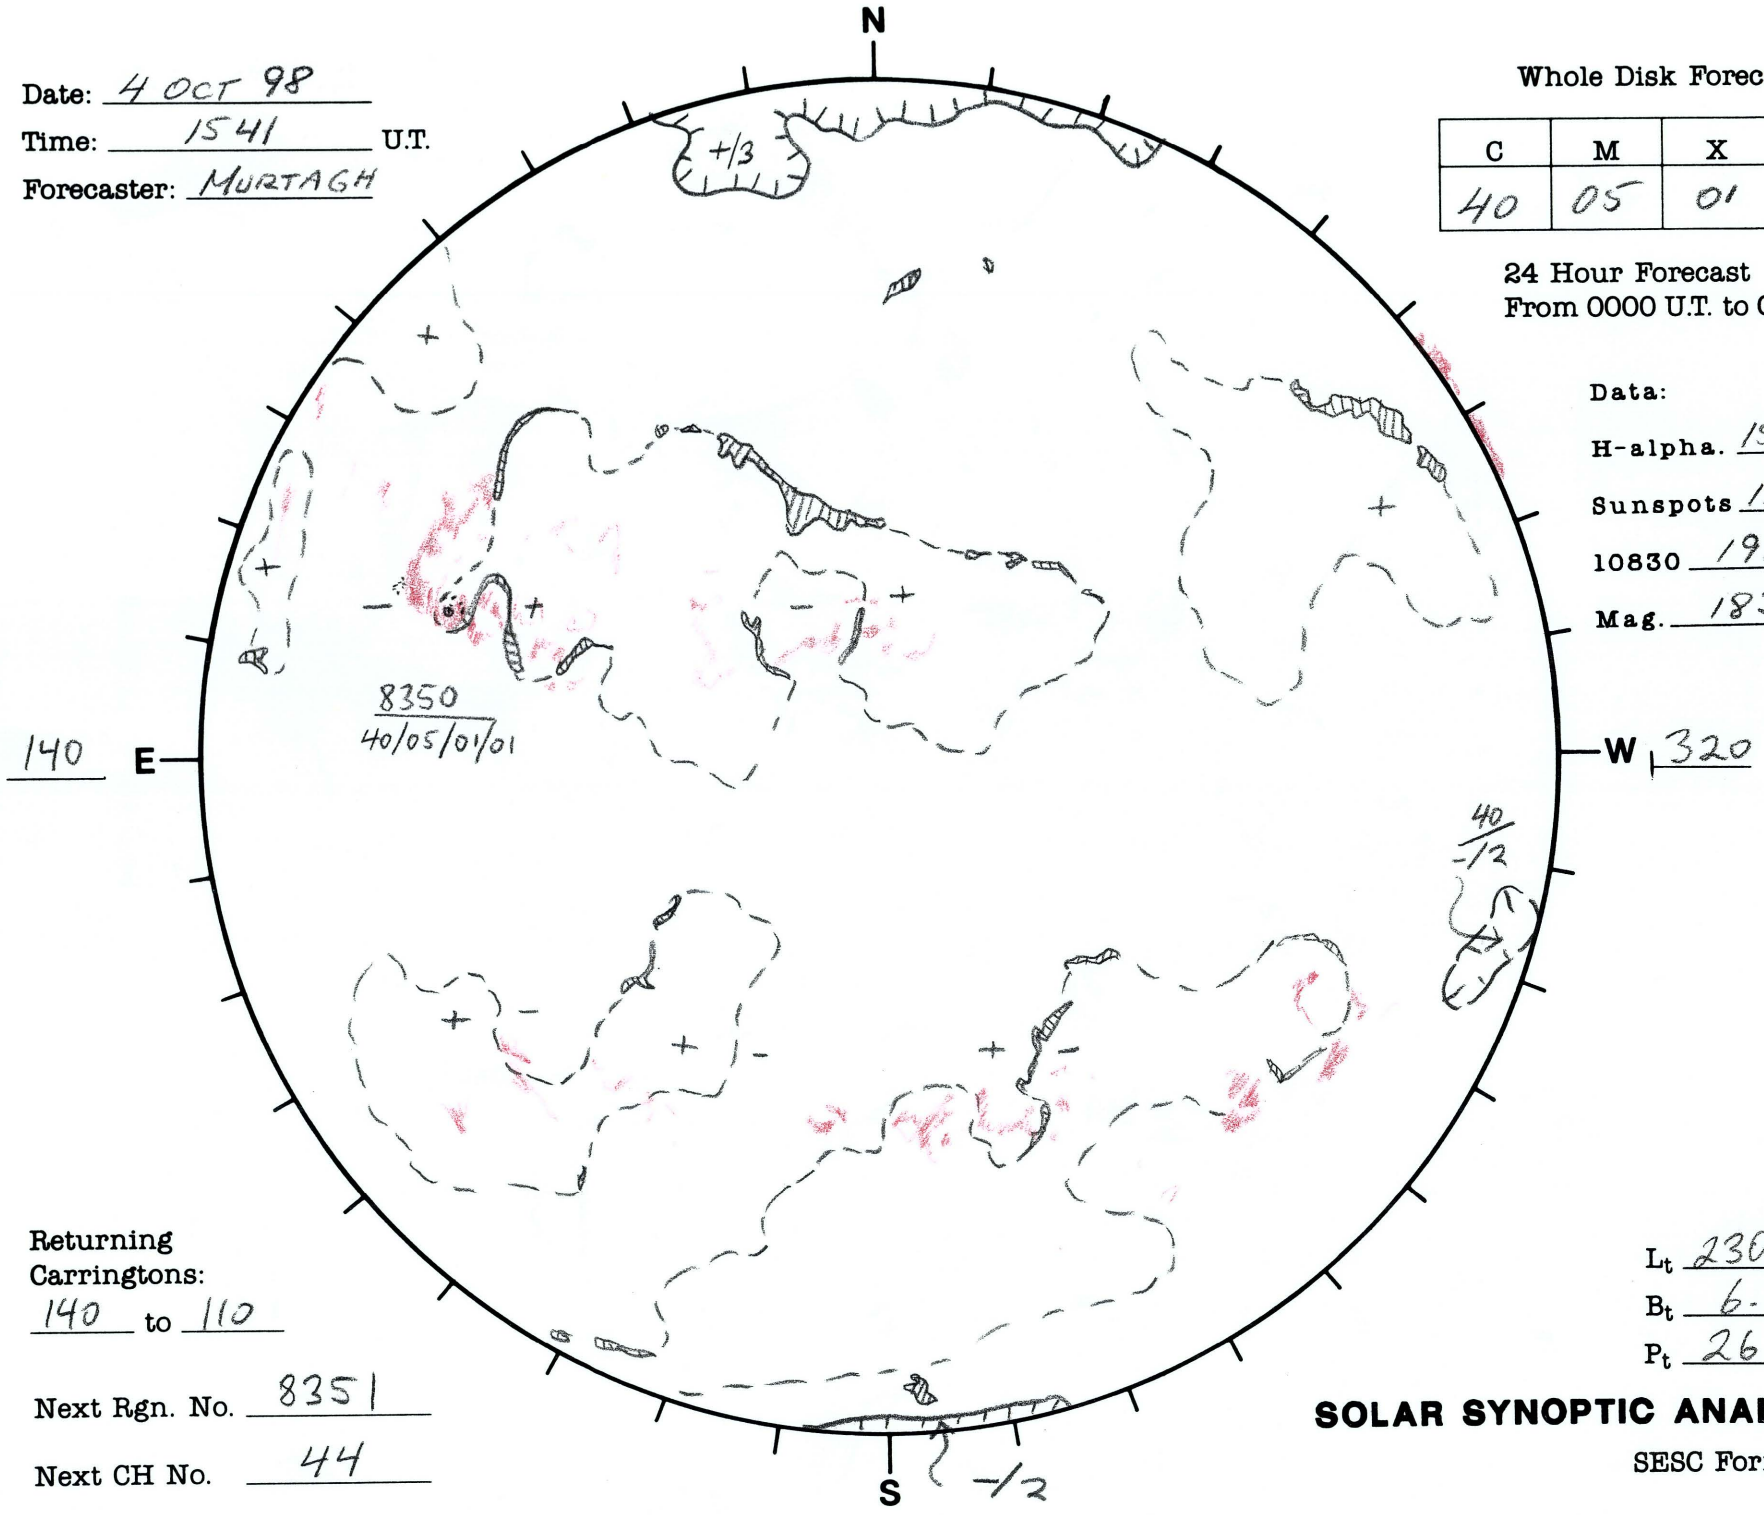 N
Date: 4 OCT 98
Time: 1541 U.T.
Forecaster: MURTAGH
Whole Disk Forec
C M X
40 05 01
24 Hour Forecast
From 0000 U.T. to
+/3
+
Data:
H-alpha.
Sunspots
10830
Mag.
+
+
-
+
-
+
8350
40/05/01/01
140 E
W 320
40
-/2
+
-
+
-
+
-
Returning
Carringtons:
140 to 110
Next Rgn. No. 8351
Next CH No. 44
Lt 230
Bt 6.
Pt 26
SOLAR SYNOPTIC ANA
SESC For
S
-/2